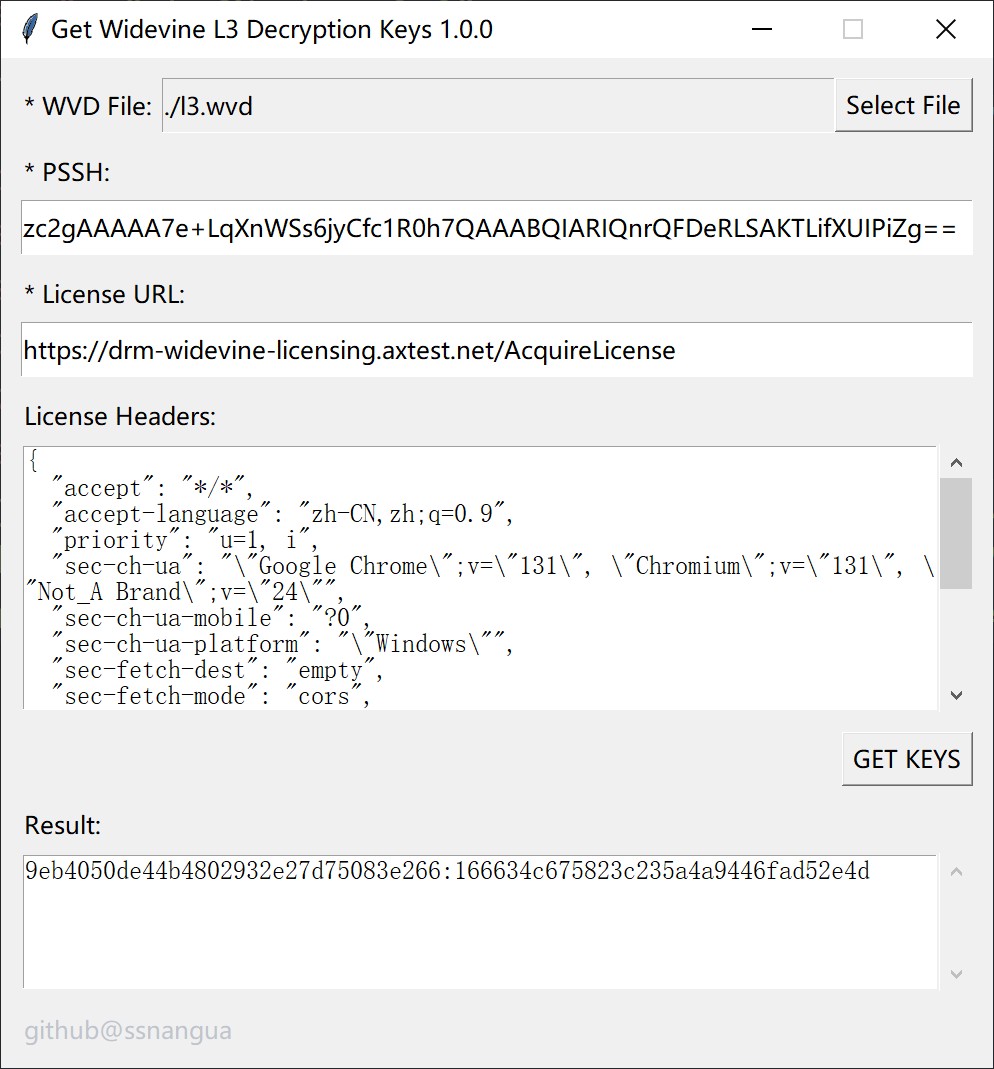 Get Widevine L3 Decryption Keys 1.0.0
* WVD File: ./l3.wvd Select File
* PSSH:
zc2gAAAAA7e+LqXnWSs6jyCfc1R0h7QAAABQIARIQnrQFDeRLSAKTLifXUIPiZg==
* License URL:
https://drm-widevine-licensing.axtest.net/AcquireLicense
License Headers:
{
"accept": "*/*",
"accept-language": "zh-CN,zh;q=0.9",
"priority": "u=1, i",
"sec-ch-ua": "\"Google Chrome\";v=\"131\", \"Chromium\";v=\"131\", \
"Not_A Brand\";v=\"24\"",
"sec-ch-ua-mobile": "?0",
"sec-ch-ua-platform": "\"Windows\"",
"sec-fetch-dest": "empty",
"sec-fetch-mode": "cors",
GET KEYS
Result:
9eb4050de44b4802932e27d75083e266:166634c675823c235a4a9446fad52e4d
github@ssnangua